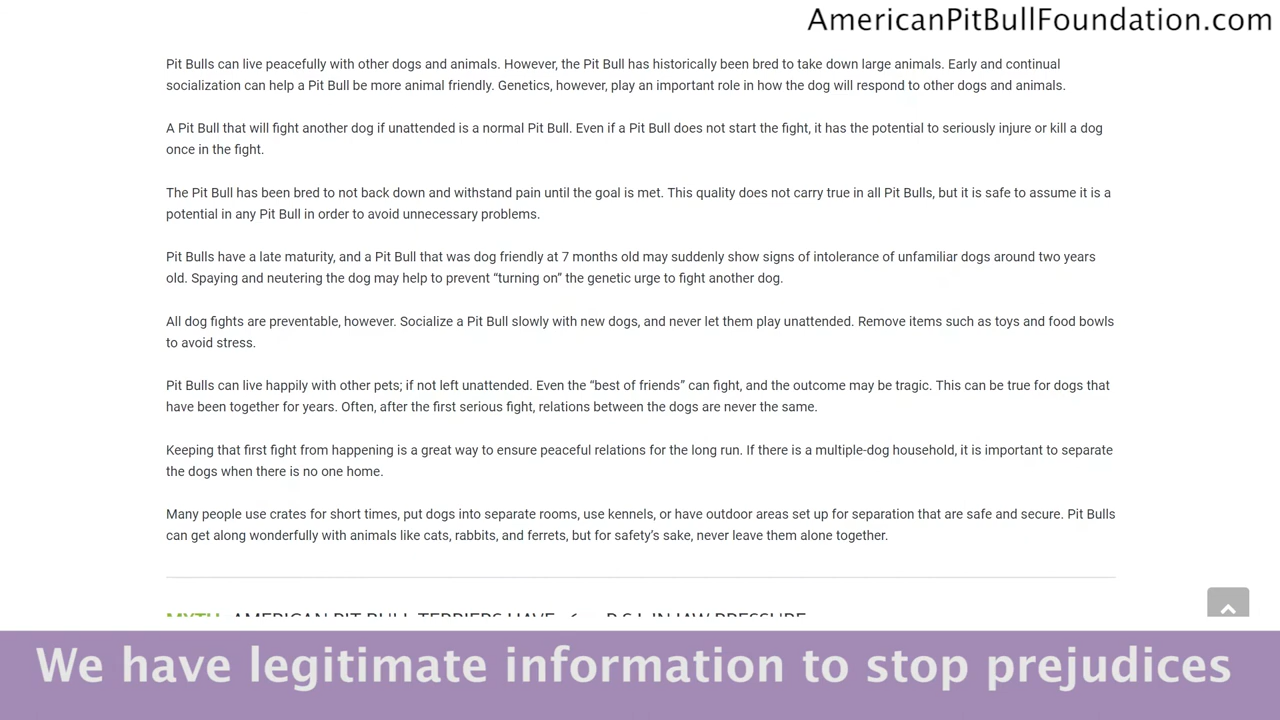 AmericanPitBullFoundation.com
Pit Bulls can live peacefully with other dogs and animals. However, the Pit Bull has historically been bred to take down large animals. Early and continual
socialization can help a Pit Bull be more animal friendly. Genetics, however, play an important role in how the dog will respond to other dogs and animals.
A Pit Bull that will fight another dog if unattended is a normal Pit Bull. Even if a Pit Bull does not start the fight, it has the potential to seriously injure or kill a dog
once in the fight.
The Pit Bull has been bred to not back down and withstand pain until the goal is met. This quality does not carry true in all Pit Bulls, but it is safe to assume it is a
potential in any Pit Bull in order to avoid unnecessary problems.
Pit Bulls have a late maturity, and a Pit Bull that was dog friendly at 7 months old may suddenly show signs of intolerance of unfamiliar dogs around two years
old. Spaying and neutering the dog may help to prevent “turning on” the genetic urge to fight another dog.
All dog fights are preventable, however. Socialize a Pit Bull slowly with new dogs, and never let them play unattended. Remove items such as toys and food bowls
to avoid stress.
Pit Bulls can live happily with other pets; if not left unattended. Even the “best of friends” can fight, and the outcome may be tragic. This can be true for dogs that
have been together for years. Often, after the first serious fight, relations between the dogs are never the same.
Keeping that first fight from happening is a great way to ensure peaceful relations for the long run. If there is a multiple-dog household, it is important to separate
the dogs when there is no one home.
Many people use crates for short times, put dogs into separate rooms, use kennels, or have outdoor areas set up for separation that are safe and secure. Pit Bulls
can get along wonderfully with animals like cats, rabbits, and ferrets, but for safety’s sake, never leave them alone together.
MYTH: AMERICAN PIT BULL TERRIERS HAVE P.S.I. IN JAW PRESSURE
We have legitimate information to stop prejudices